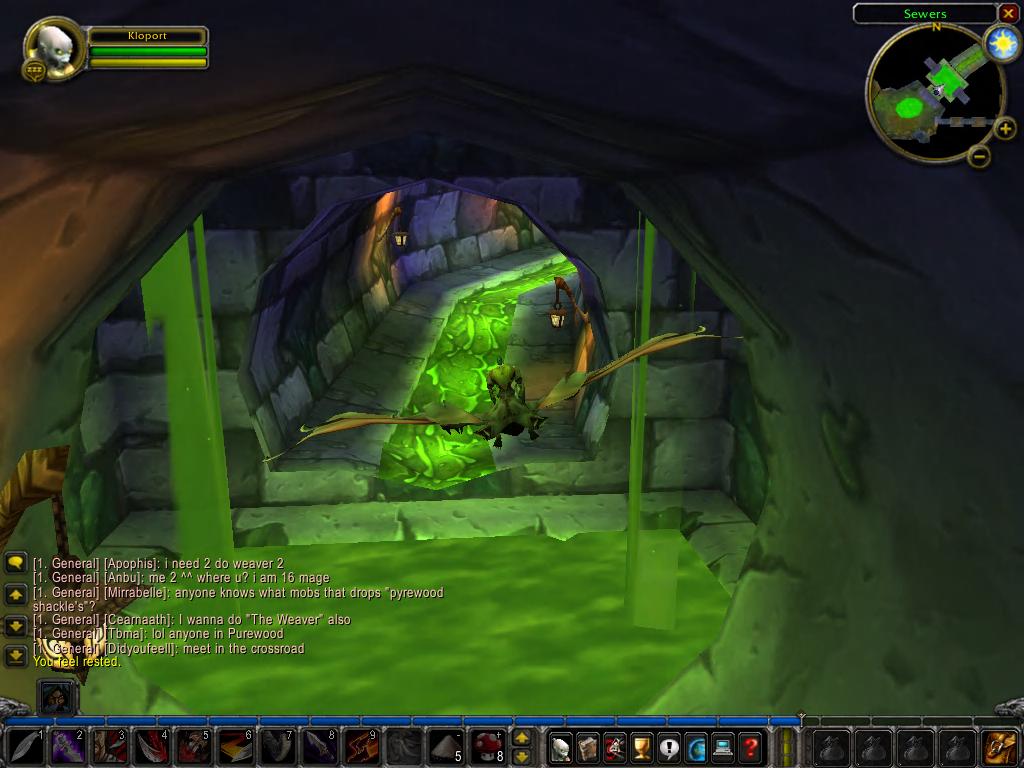 Kloport
zzz
Sewers
N
[1. General] [Apophis]: i need 2 do weaver 2
[1. General] [Anbu]: me 2 ^^ where u? i am 16 mage
[1. General] [Mirrabelle]: anyone knows what mobs that drops "pyrewood
shackle's"?
[1. General] [Cearnaath]: I wanna do "The Weaver" also
[1. General] [Tbma]: lol anyone in Purewood
[1. General] [Didyoufeell]: meet in the crossroad
You feel rested.
1 2 3 4 5 6 7 8 9 - +
5 8